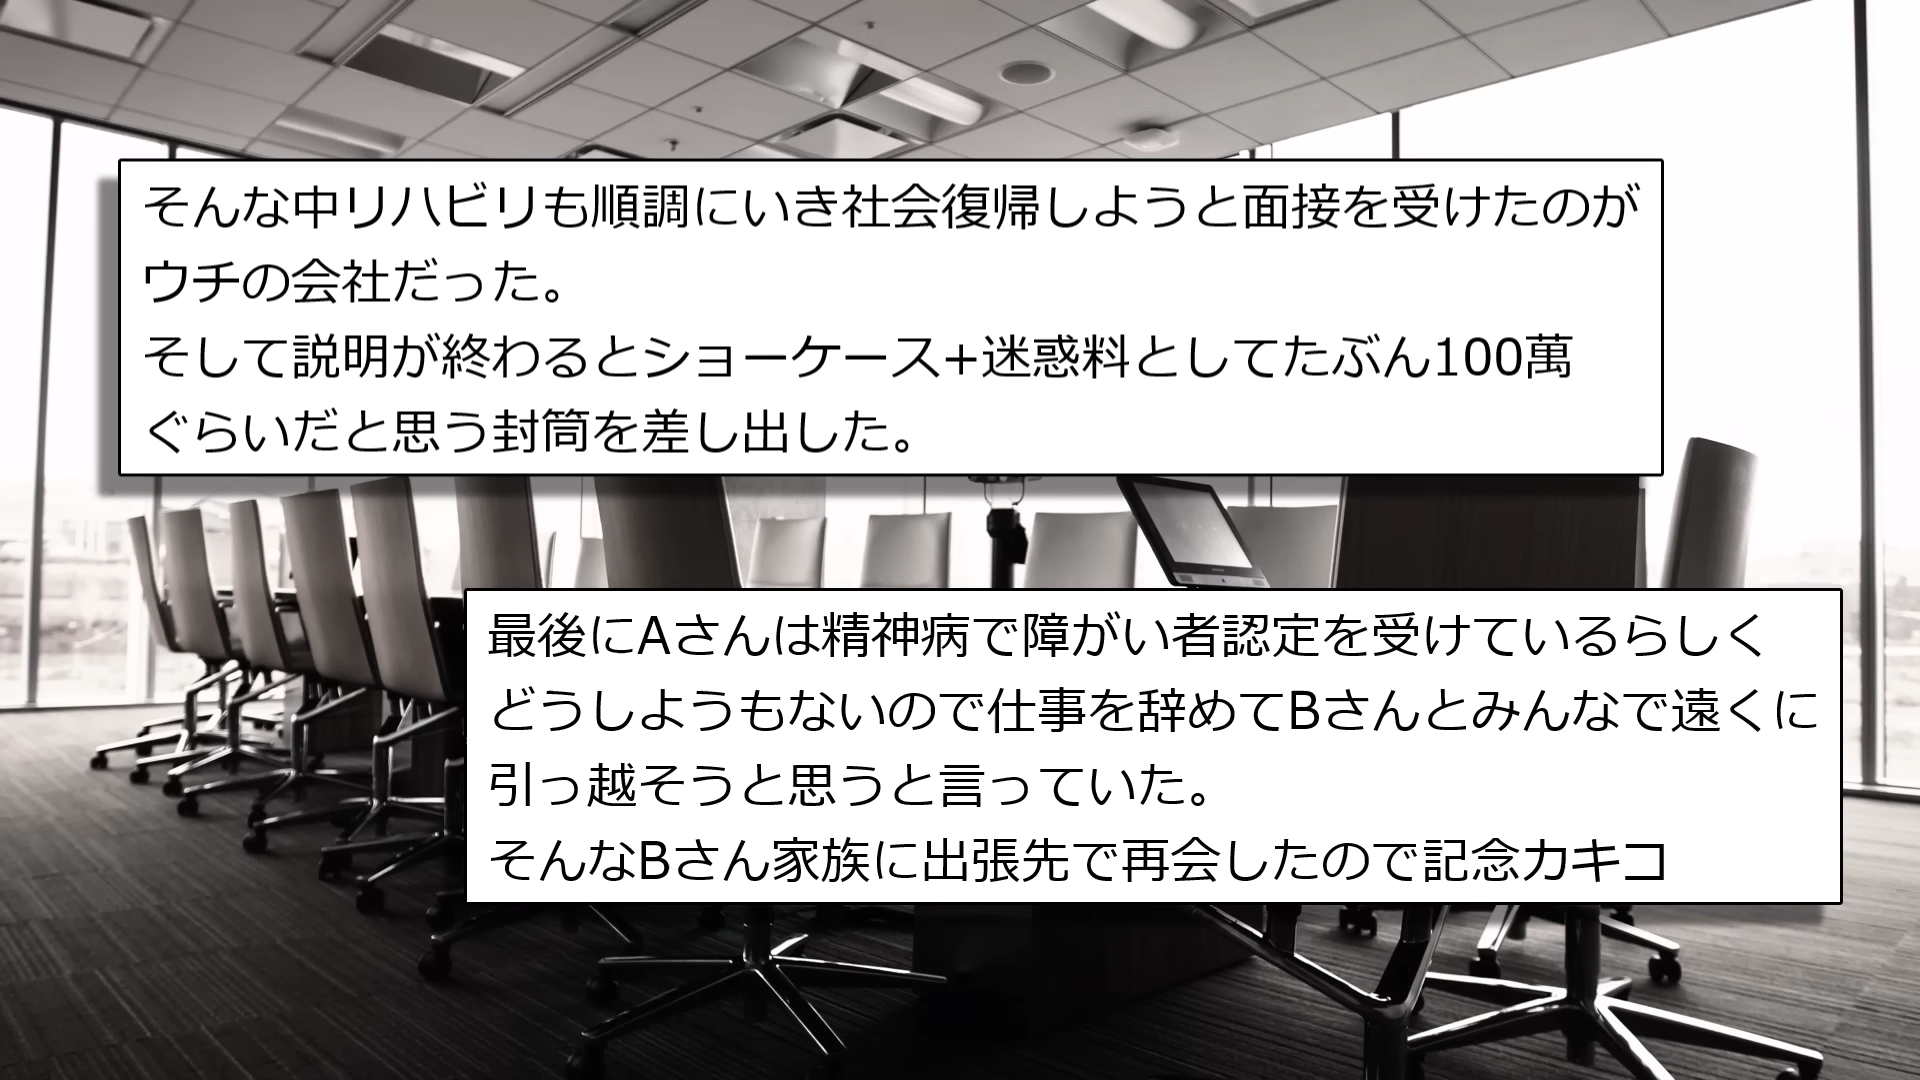 そんな中リハビリも順調にいき社会復帰しようと面接を受けたのが
ウチの会社だった。
そして説明が終わるとショーケース+迷惑料としてたぶん100萬
ぐらいだと思う封筒を差し出した。
最後にAさんは精神病で障がい者認定を受けているらしく
どうしようもないので仕事を辞めてBさんとみんなで遠くに
引っ越そうと思うと言っていた。
そんなBさん家族に出張先で再会したので記念カキコ